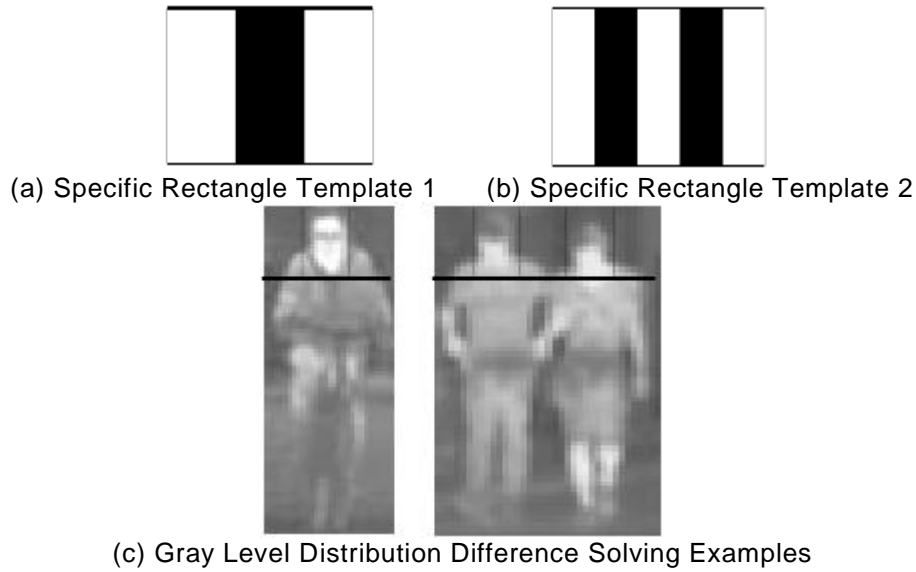 (a) Specific Rectangle Template 1
(b) Specific Rectangle Template 2
(c) Gray Level Distribution Difference Solving Examples